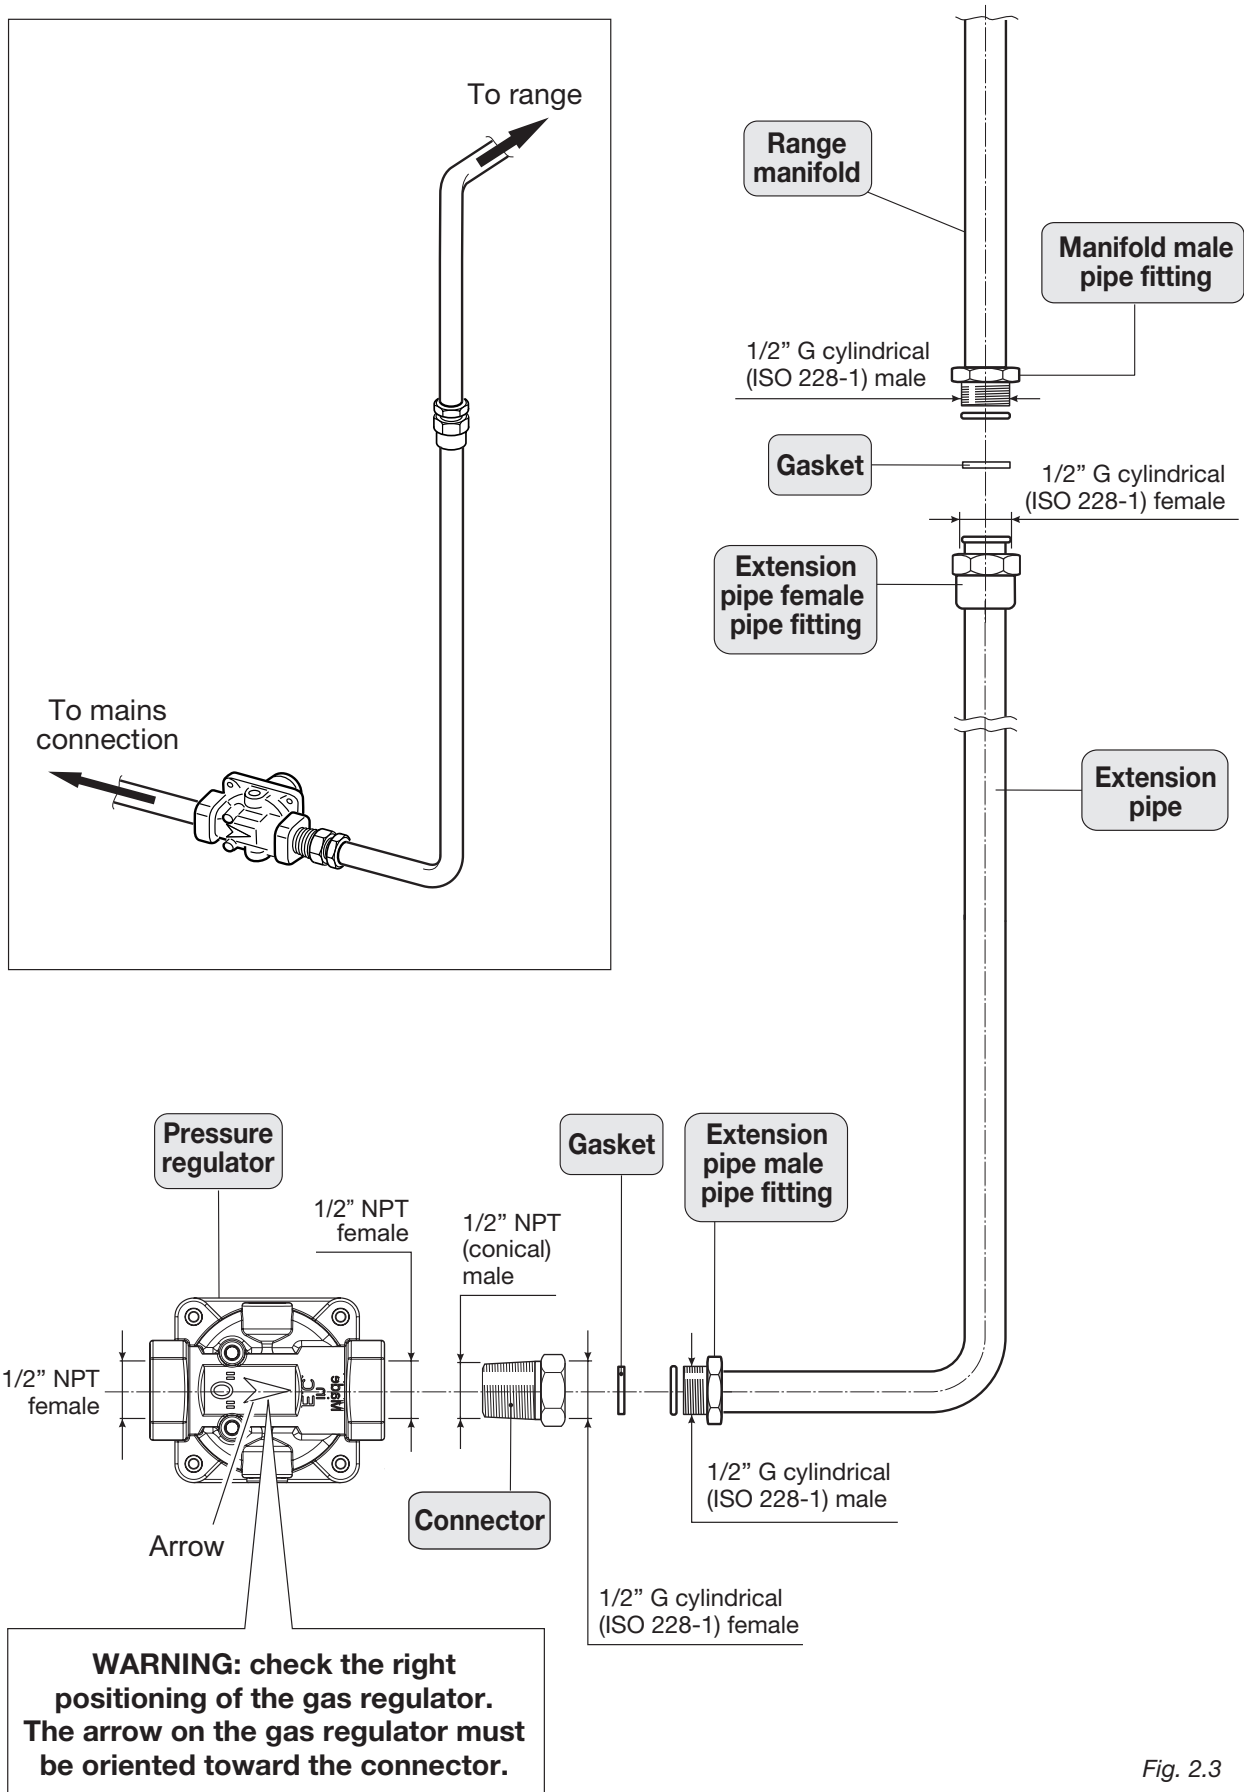 To range
Range
manifold
Manifold male
pipe fitting
1/2” G cylindrical
(ISO 228-1) male
Gasket
1/2” G cylindrical
(ISO 228-1) female
Extension
pipe female
pipe fitting
To mains
connection
Extension
pipe
Pressure
regulator
Gasket
Extension
pipe male
pipe fitting
1/2” NPT
female
1/2” NPT
(conical)
male
1/2” NPT
female
EC
in
Made
Arrow
Connector
1/2” G cylindrical
(ISO 228-1) male
1/2” G cylindrical
(ISO 228-1) female
WARNING: check the right
positioning of the gas regulator.
The arrow on the gas regulator must
be oriented toward the connector.
Fig. 2.3